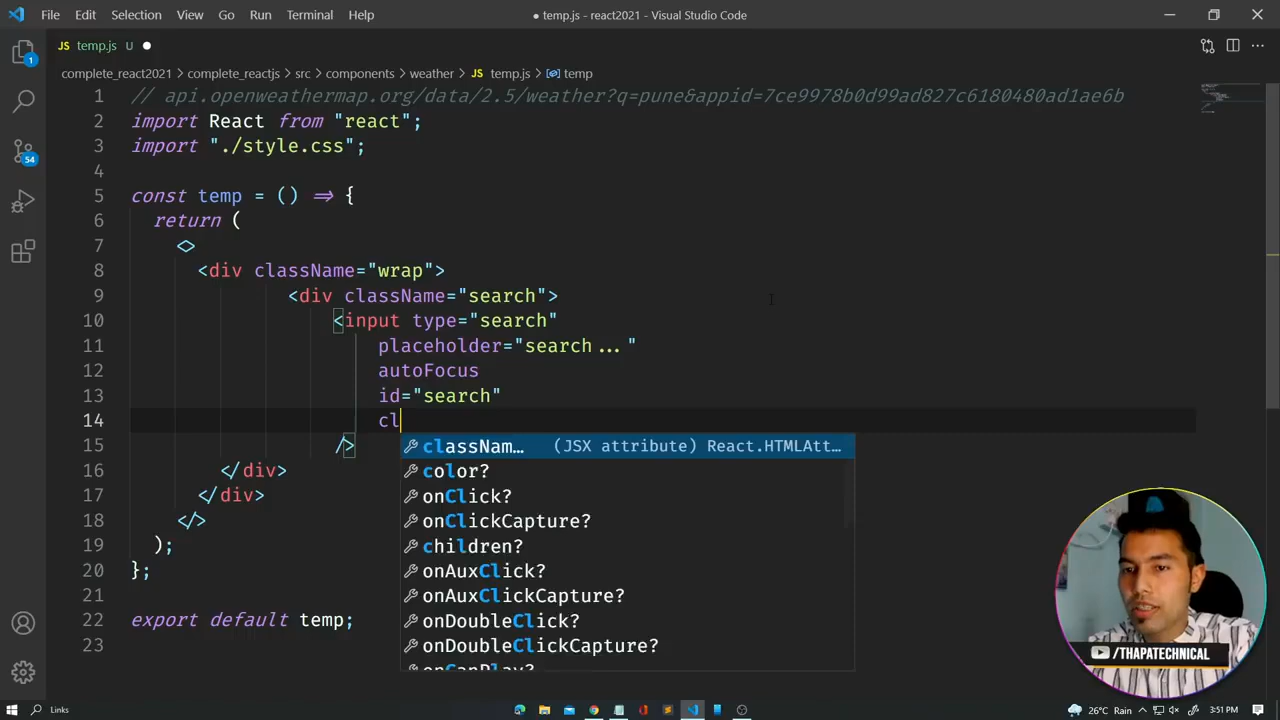 File Edit Selection View Go Run Terminal Help
● temp.js - react2021 - Visual Studio Code
JS temp.js U ●
complete_react2021 > complete_reactjs > src > components > weather > JS temp.js > temp
1 // api.openweathermap.org/data/2.5/weather?q=pune&appid=7ce9978b0d99ad827c6180480ad1ae6b
2 import React from "react";
3 import "./style.css";
4
5 const temp = () => {
6 return (
7 <>
8 <div className="wrap">
9 <div className="search">
10 <input type="search"
11 placeholder="search..."
12 autoFocus
13 id="search"
14 cl
15 />
16 </div>
17 </div>
18 </>
19 );
20 };
21
22 export default temp;
23
classNam… (JSX attribute) React.HTMLAtt…
color?
onClick?
onClickCapture?
children?
onAuxClick?
onAuxClickCapture?
onDoubleClick?
onDoubleClickCapture?
onCanPlay?
1
54
/THAPATECHNICAL
Links
26°C Rain
3:51 PM